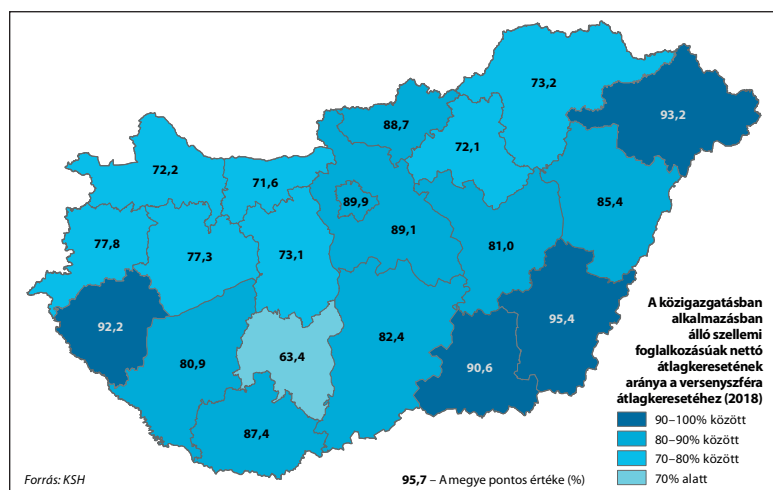 73,2
93,2
88,7
72,1
72,2
71,6
89,9
85,4
89,1
77,8
77,3
73,1
81,0
92,2
82,4
95,4
80,9
63,4
90,6
87,4
A közigazgatásban
alkalmazásban
álló szellemi
foglalkozásúak nettó
átlagkeresetének
aránya a versenyszféra
átlagkeresetéhez (2018)
90–100% között
80–90% között
70–80% között
70% alatt
Forrás: KSH
95,7 – A megye pontos értéke (%)